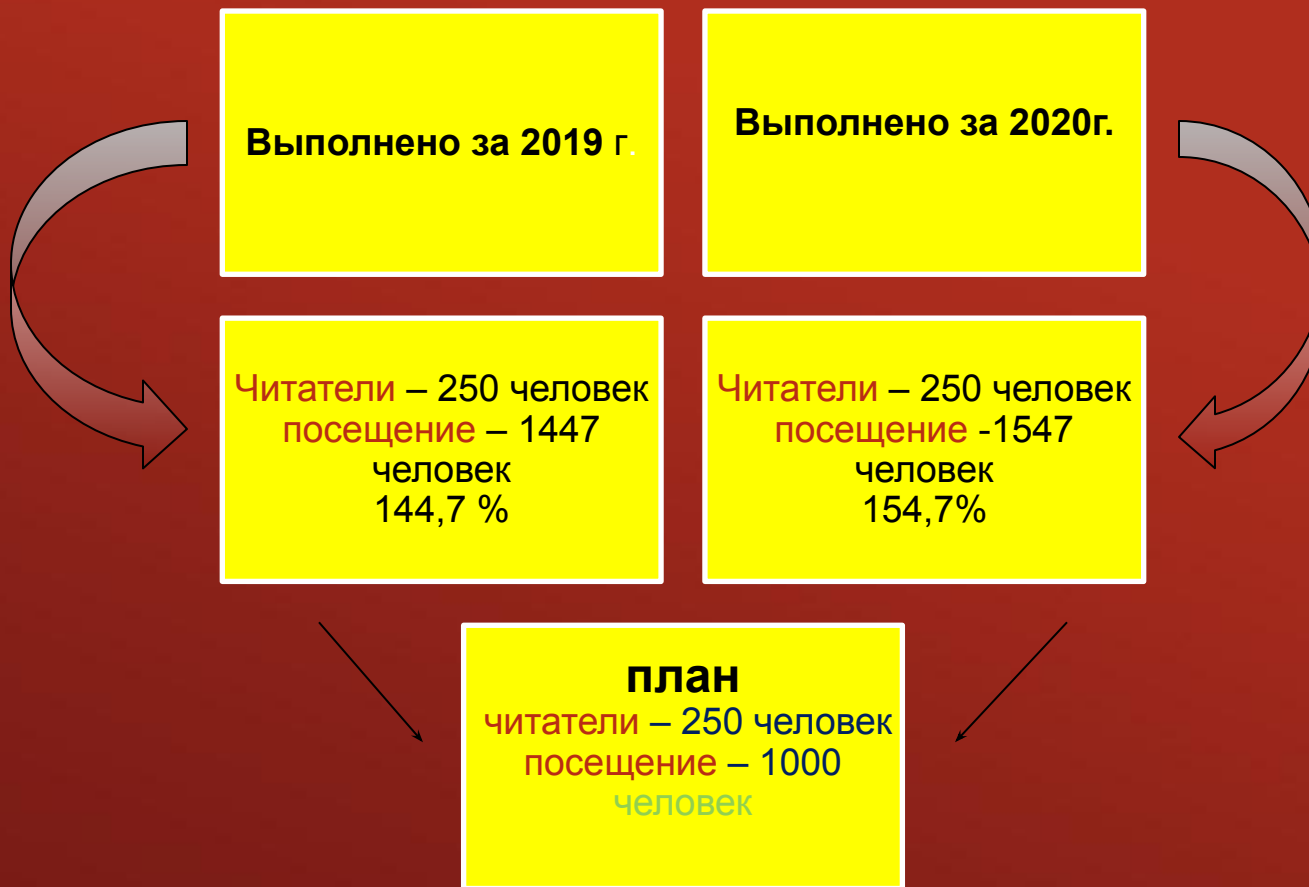 Выполнено за 2019 г.
Выполнено за 2020г.
Читатели – 250 человек
посещение – 1447
человек
144,7 %
Читатели – 250 человек
посещение -1547
человек
154,7%
план
читатели – 250 человек
посещение – 1000
человек